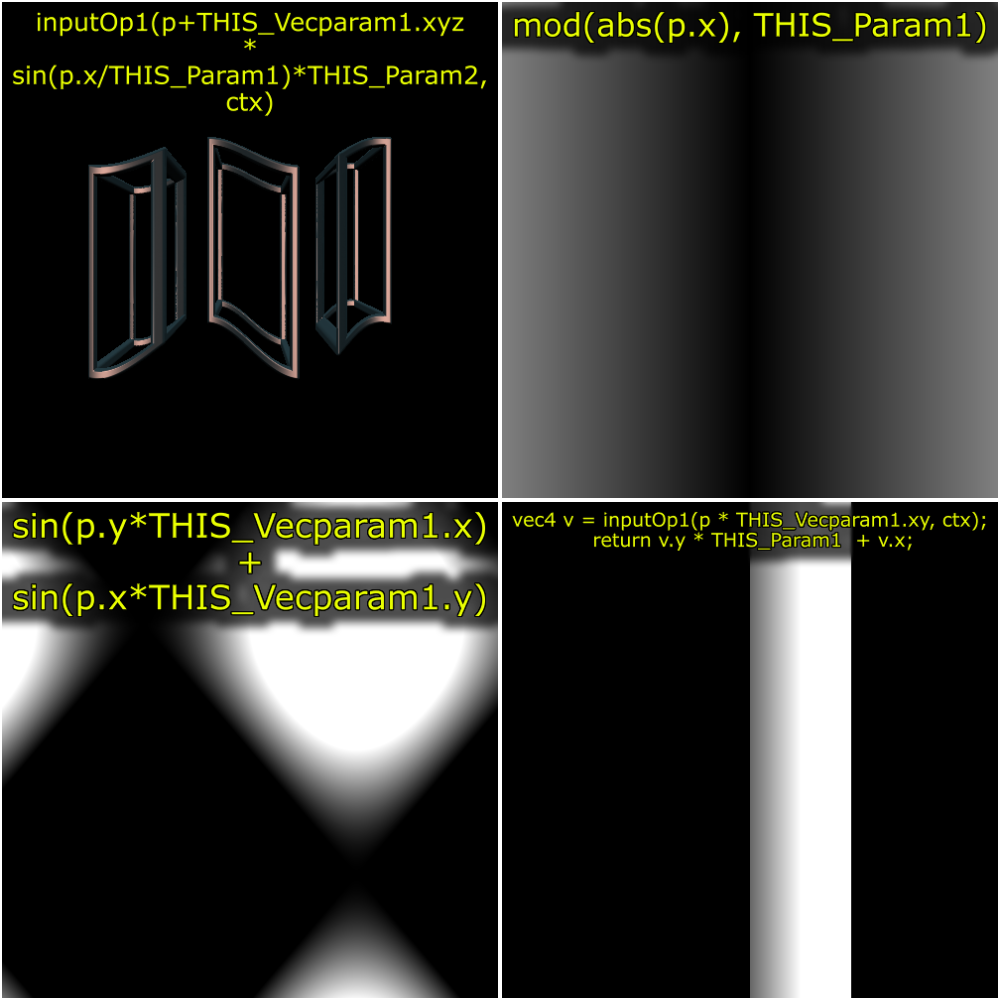 inputOp1(p+THIS_Vecparam1.xyz
*
sin(p.x/THIS_Param1)*THIS_Param2,
ctx)
mod(abs(p.x), THIS_Param1)
sin(p.y*THIS_Vecparam1.x)
+
sin(p.x*THIS_Vecparam1.y)
vec4 v = inputOp1(p * THIS_Vecparam1.xy, ctx);
return v.y * THIS_Param1  + v.x;